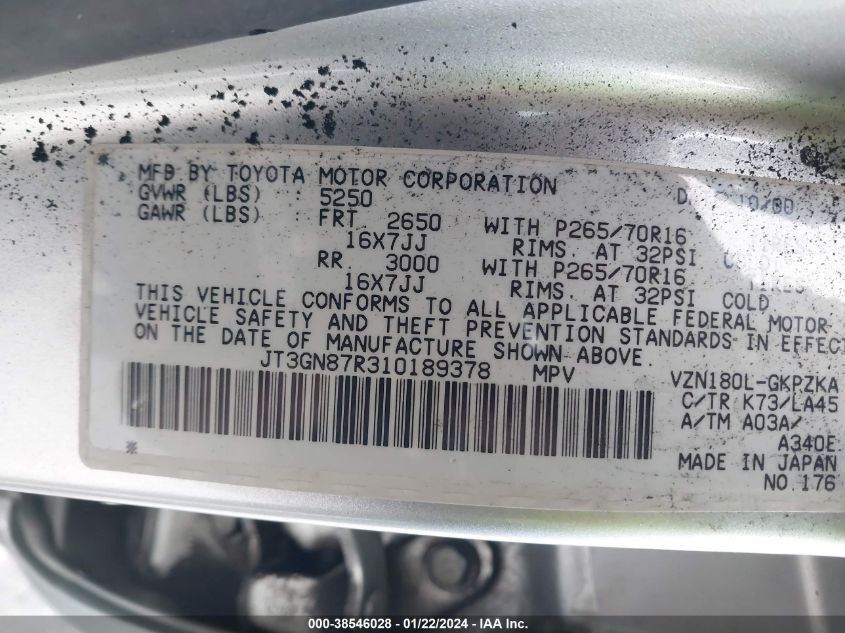 MFD BY TOYOTA MOTOR CORPORATION 10/00
GVWR (LBS) : 5250
GAWR (LBS) : FRT 2650 WITH P265/70R16
16X7JJ RIMS, AT 32PSI
RR. 3000 WITH P265/70R16
16X7JJ RIMS, AT 32PSI COLD
THIS VEHICLE CONFORMS TO ALL APPLICABLE FEDERAL MOTOR
VEHICLE SAFETY AND THEFT PREVENTION STANDARDS IN EFFEC
ON THE DATE OF MANUFACTURE SHOWN ABOVE.
JT3GN87R310189378 MPV
VZN180L-GKPZKA
C/TR K73/LA45
A/TM A03A/
A340E
MADE IN JAPAN
NO.176
000-38546028 - 01/22/2024 - IAA Inc.